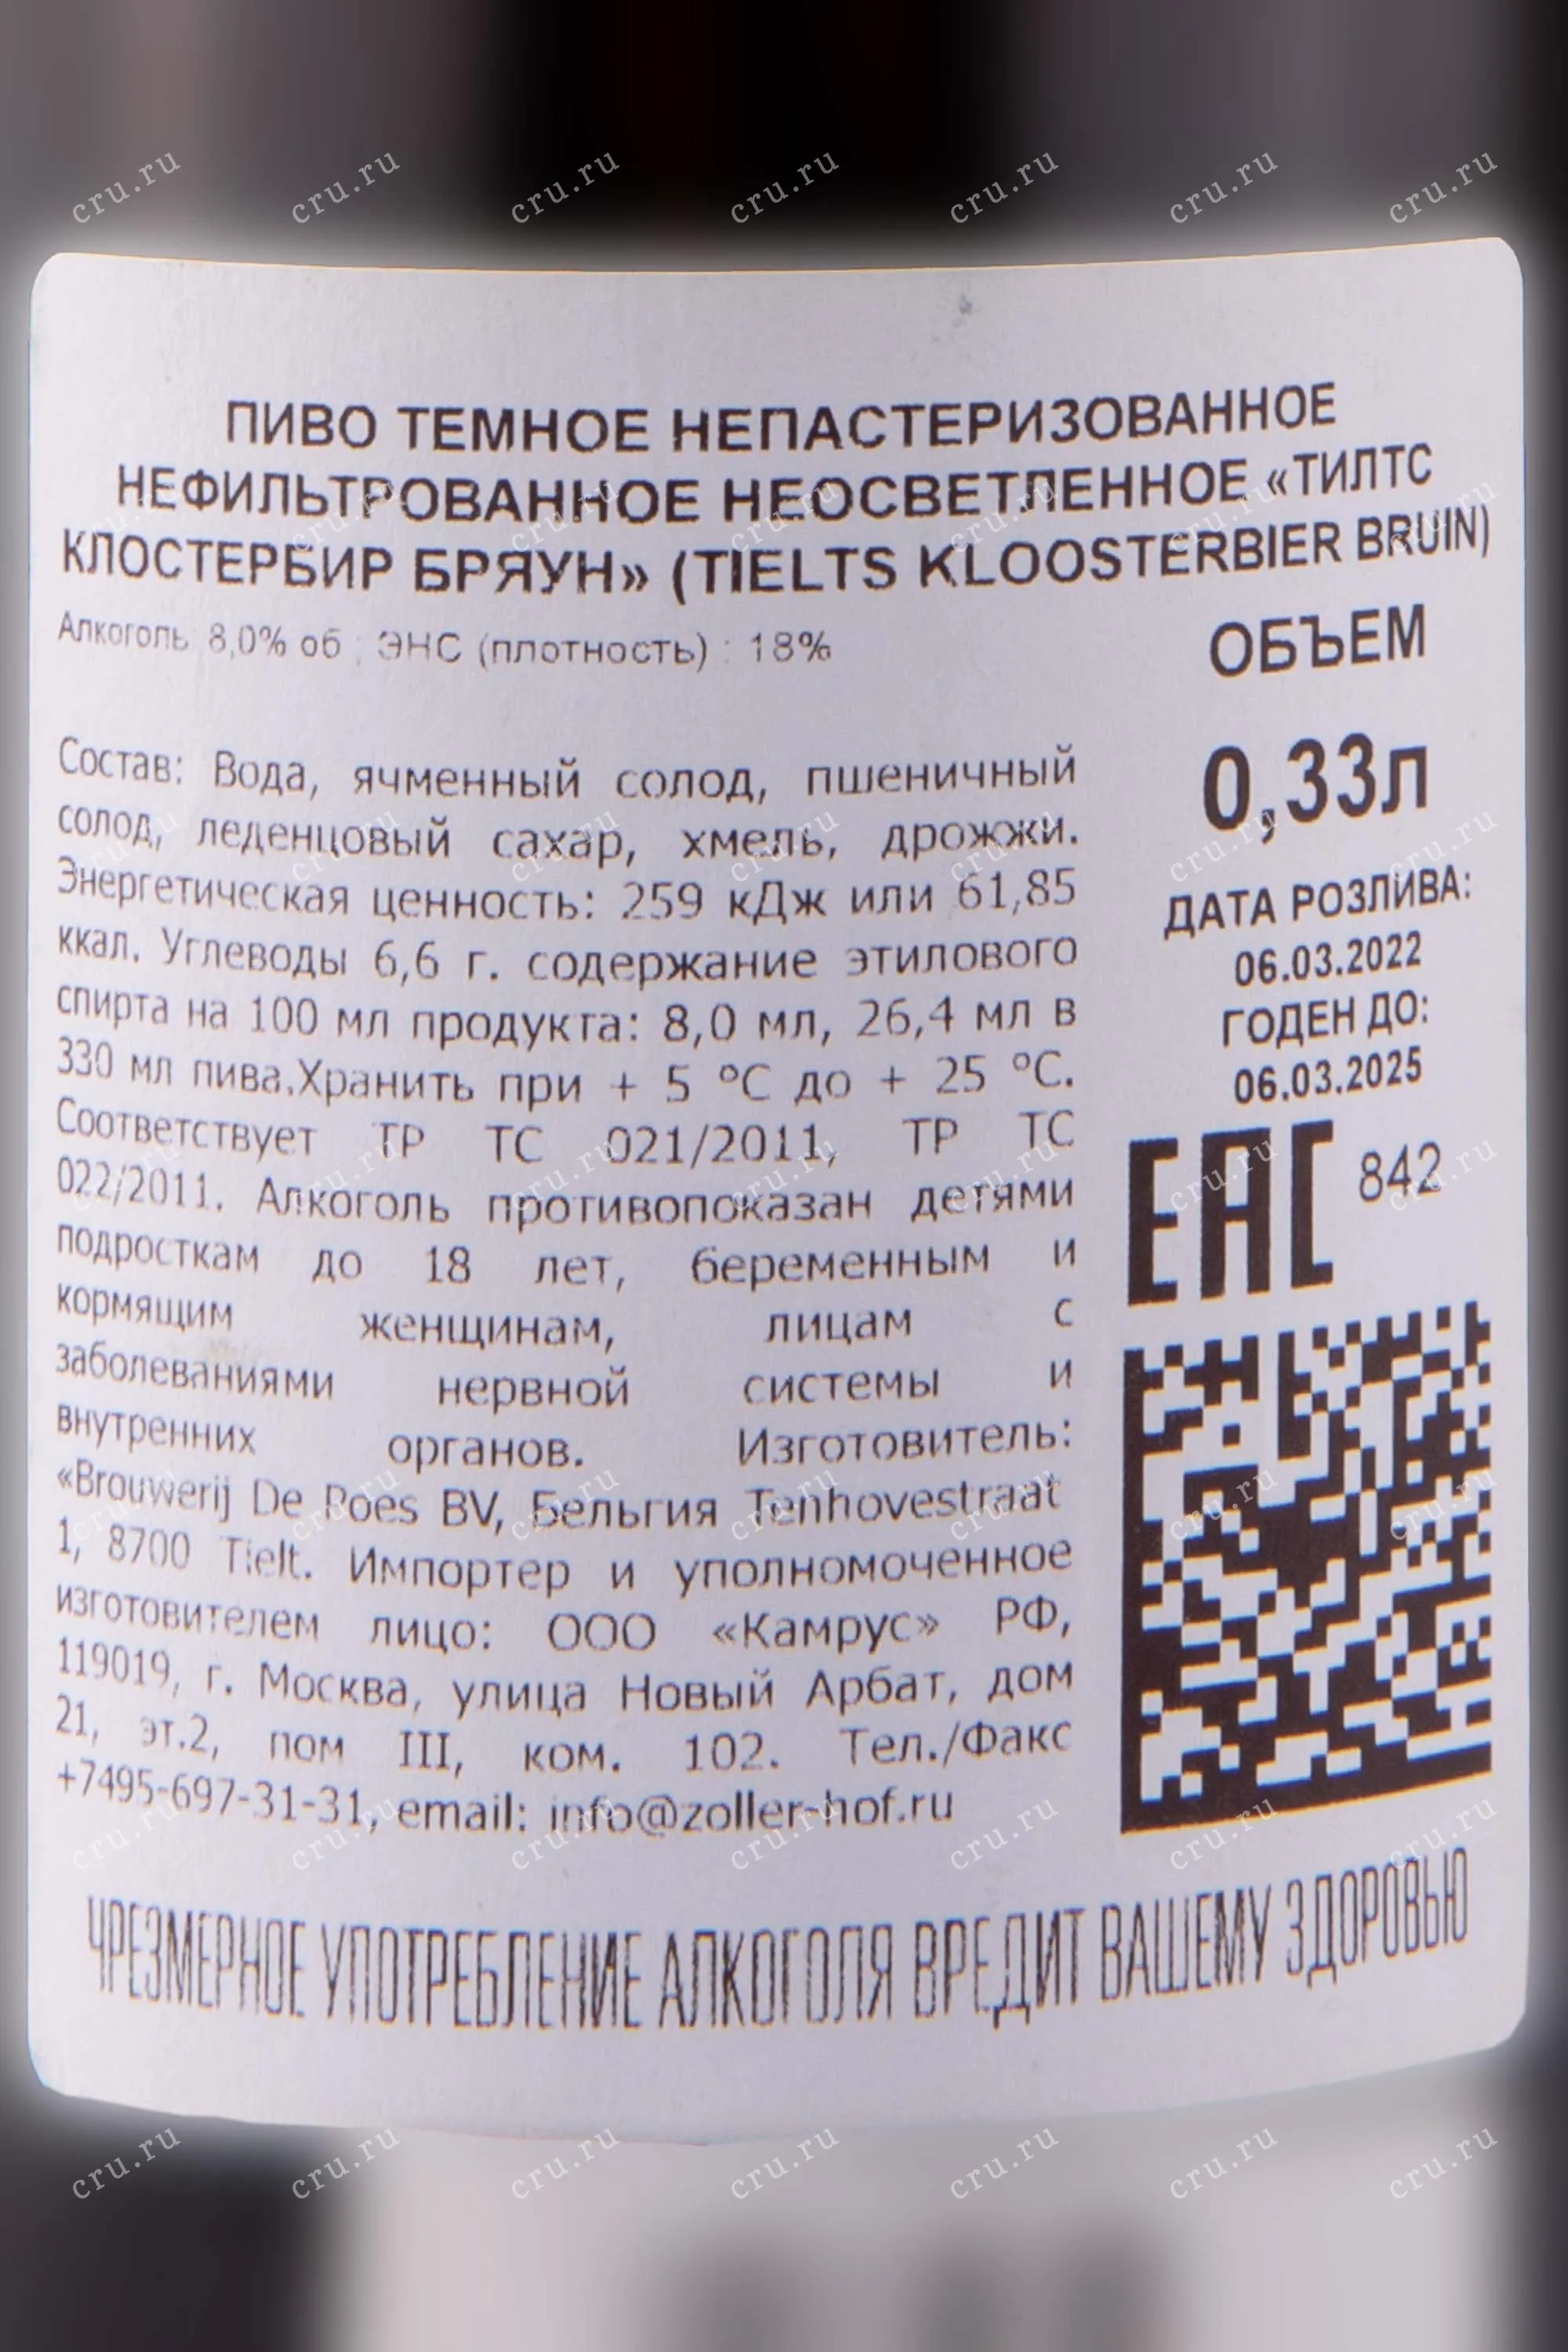 ПИВО ТЕМНОЕ НЕПАСТЕРИЗОВАННОЕ
НЕФИЛЬТРОВАННОЕ НЕОСВЕТЛЕННОЕ «ТИЛТС
КЛОСТЕРБИР БРЯУН» (TIELTS KLOOSTERBIER BRUIN)
Алкоголь 8,0% об ; ЭНС (плотность) : 18%
Состав: Вода, ячменный солод, пшеничный
солод, леденцовый сахар, хмель, дрожжи.
Энергетическая ценность: 259 кДж или 61,85
ккал. Углеводы 6,6 г. содержание этилового
спирта на 100 мл продукта: 8,0 мл, 26,4 мл в
330 мл пива.Хранить при + 5 °C до + 25 °C.
Соответствует ТР ТС 021/2011, ТР ТС
022/2011. Алкоголь противопоказан детями
подросткам до 18 лет, беременным и
кормящим женщинам, лицам с
заболеваниями нервной системы и
внутренних органов. Изготовитель:
«Brouwerij De Poes BV, Бельгия Tenhovestraat
1, 8700 Tielt. Импортер и уполномоченное
изготовителем лицо: ООО «Камрус» РФ,
119019, г. Москва, улица Новый Арбат, дом
21, эт.2, пом III, ком. 102. Тел./Факс
+7495-697-31-31, email: info@zoller-hof.ru
ОБЪЕМ
0,33л
ДАТА РОЗЛИВА:
06.03.2022
ГОДЕН ДО:
06.03.2025
EAC 842
ЧРЕЗМЕРНОЕ УПОТРЕБЛЕНИЕ АЛКОГОЛЯ ВРЕДИТ ВАШЕМУ ЗДОРОВЬЮ
cru.ru